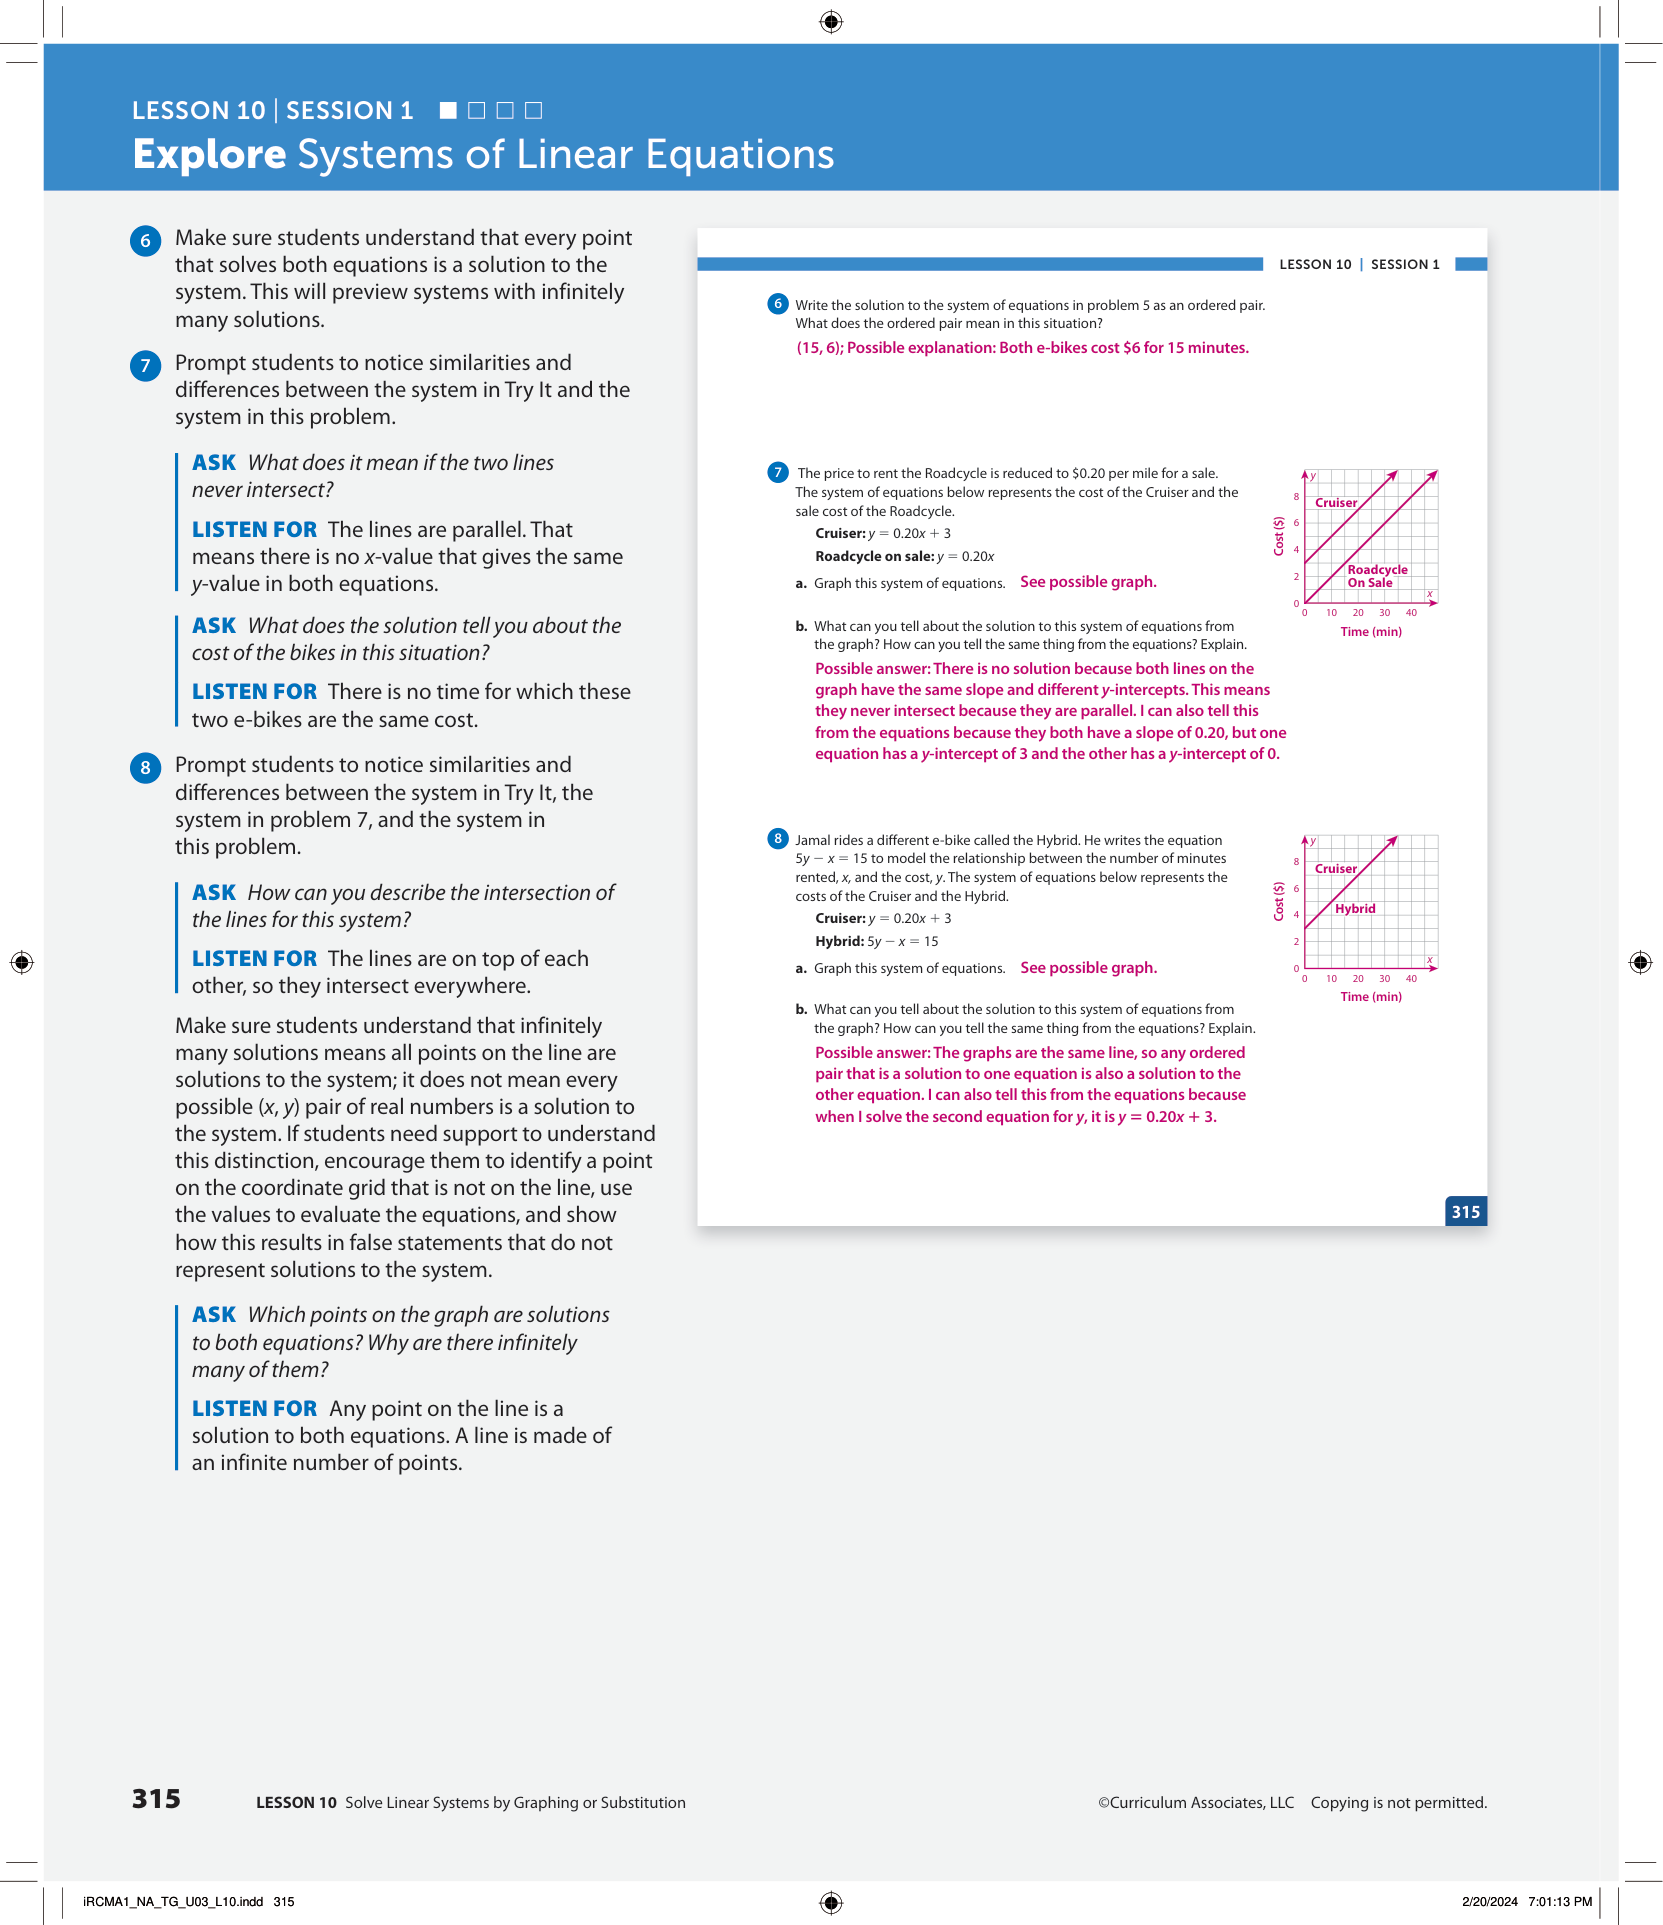 LESSON 10 | SESSION 1
Explore Systems of Linear Equations
6 Make sure students understand that every point
that solves both equations is a solution to the
system. This will preview systems with infinitely
many solutions.
7 Prompt students to notice similarities and
differences between the system in Try It and the
system in this problem.
ASK What does it mean if the two lines
never intersect?
LISTEN FOR The lines are parallel. That
means there is no x-value that gives the same
y-value in both equations.
ASK What does the solution tell you about the
cost of the bikes in this situation?
LISTEN FOR There is no time for which these
two e-bikes are the same cost.
8 Prompt students to notice similarities and
differences between the system in Try It, the
system in problem 7, and the system in
this problem.
ASK How can you describe the intersection of
the lines for this system?
LISTEN FOR The lines are on top of each
other, so they intersect everywhere.
Make sure students understand that infinitely
many solutions means all points on the line are
solutions to the system; it does not mean every
possible (x, y) pair of real numbers is a solution to
the system. If students need support to understand
this distinction, encourage them to identify a point
on the coordinate grid that is not on the line, use
the values to evaluate the equations, and show
how this results in false statements that do not
represent solutions to the system.
ASK Which points on the graph are solutions
to both equations? Why are there infinitely
many of them?
LISTEN FOR Any point on the line is a
solution to both equations. A line is made of
an infinite number of points.
LESSON 10 | SESSION 1
6 Write the solution to the system of equations in problem 5 as an ordered pair.
What does the ordered pair mean in this situation?
(15, 6); Possible explanation: Both e-bikes cost $6 for 15 minutes.
7 The price to rent the Roadcycle is reduced to $0.20 per mile for a sale.
The system of equations below represents the cost of the Cruiser and the
sale cost of the Roadcycle.
Cruiser: y = 0.20x + 3
Roadcycle on sale: y = 0.20x
a. Graph this system of equations. See possible graph.
b. What can you tell about the solution to this system of equations from
the graph? How can you tell the same thing from the equations? Explain.
Possible answer: There is no solution because both lines on the
graph have the same slope and different y-intercepts. This means
they never intersect because they are parallel. I can also tell this
from the equations because they both have a slope of 0.20, but one
equation has a y-intercept of 3 and the other has a y-intercept of 0.
y
8
Cruiser
6
Cost ($)
4
Roadcycle
2
On Sale
x
0
0 10 20 30 40
Time (min)
8 Jamal rides a different e-bike called the Hybrid. He writes the equation
5y − x = 15 to model the relationship between the number of minutes
rented, x, and the cost, y. The system of equations below represents the
costs of the Cruiser and the Hybrid.
Cruiser: y = 0.20x + 3
Hybrid: 5y − x = 15
a. Graph this system of equations. See possible graph.
b. What can you tell about the solution to this system of equations from
the graph? How can you tell the same thing from the equations? Explain.
Possible answer: The graphs are the same line, so any ordered
pair that is a solution to one equation is also a solution to the
other equation. I can also tell this from the equations because
when I solve the second equation for y, it is y = 0.20x + 3.
y
8
Cruiser
6
Cost ($)
Hybrid
4
2
x
0
0 10 20 30 40
Time (min)
315
315 LESSON 10 Solve Linear Systems by Graphing or Substitution
©Curriculum Associates, LLC Copying is not permitted.
iRCMA1_NA_TG_U03_L10.indd 315
2/20/2024 7:01:13 PM